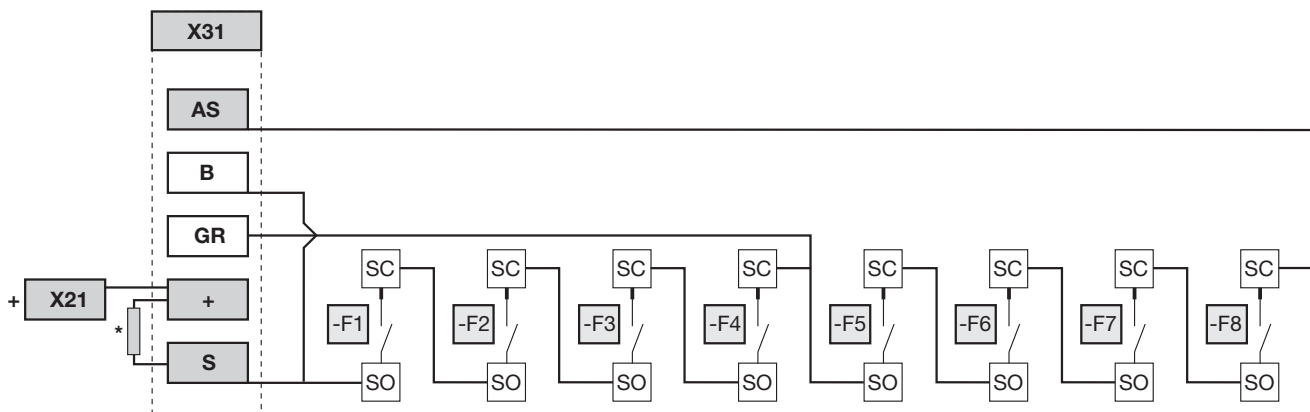 X31
AS
B
GR
SC SC SC SC SC SC SC SC
+ X21 +
-F1 -F2 -F3 -F4 -F5 -F6 -F7 -F8
*
S
SO SO SO SO SO SO SO SO